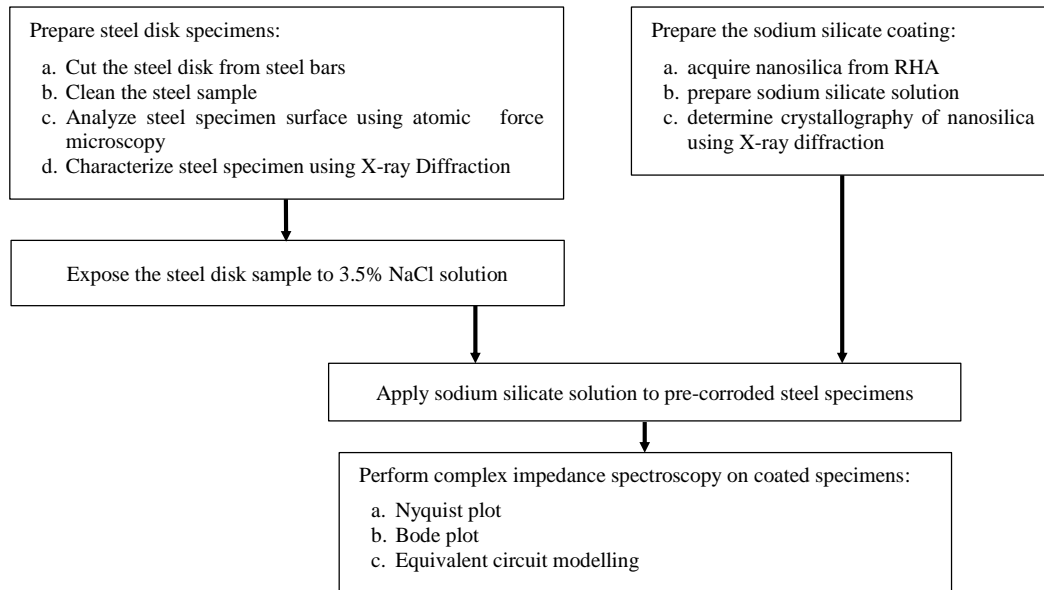 Prepare steel disk specimens:
a. Cut the steel disk from steel bars
b. Clean the steel sample
c. Analyze steel specimen surface using atomic force
microscopy
d. Characterize steel specimen using X-ray Diffraction
Prepare the sodium silicate coating:
a. acquire nanosilica from RHA
b. prepare sodium silicate solution
c. determine crystallography of nanosilica
using X-ray diffraction
Expose the steel disk sample to 3.5% NaCl solution
Apply sodium silicate solution to pre-corroded steel specimens
Perform complex impedance spectroscopy on coated specimens:
a. Nyquist plot
b. Bode plot
c. Equivalent circuit modelling